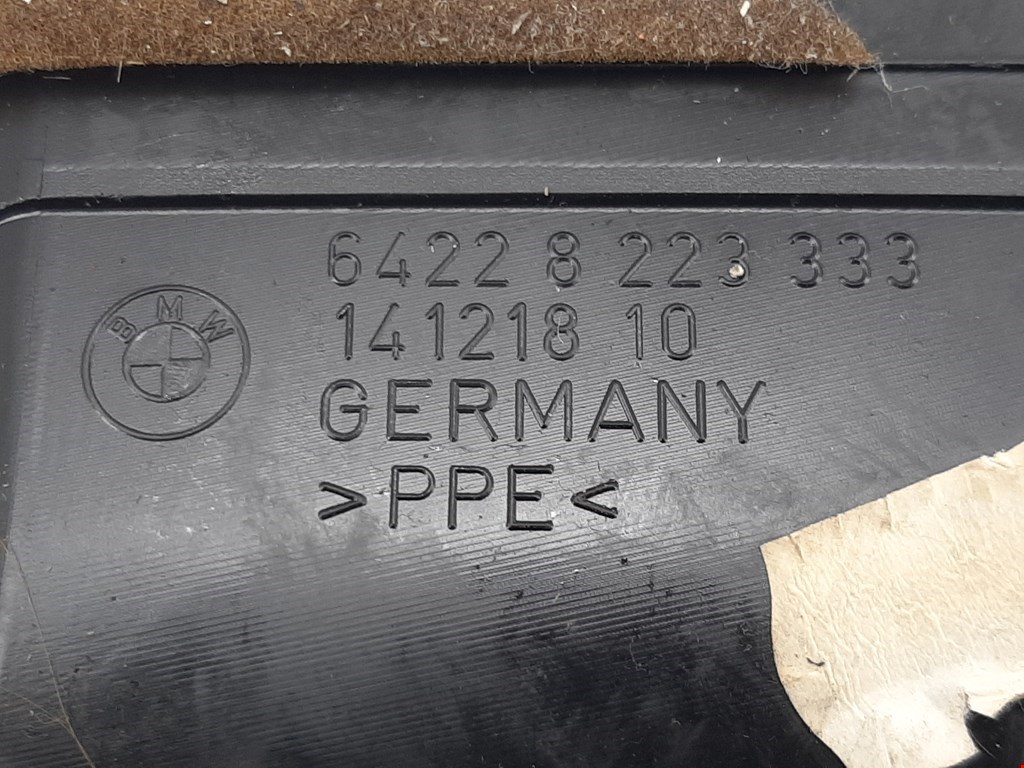 6422 8 223 333
BMW
141218 10
GERMANY
>PPE<